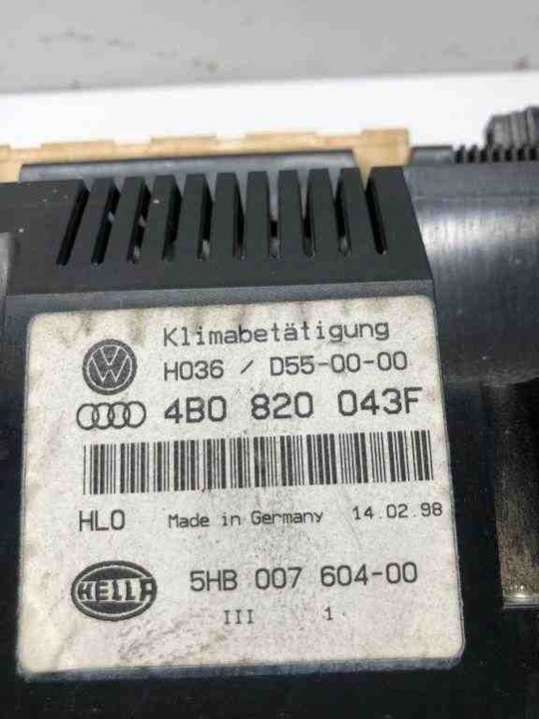 Klimabetätigung
H036 / D55-00-00
4B0 820 043F
HLO Made in Germany 14.02.98
HELLA 5HB 007 604-00
III 1